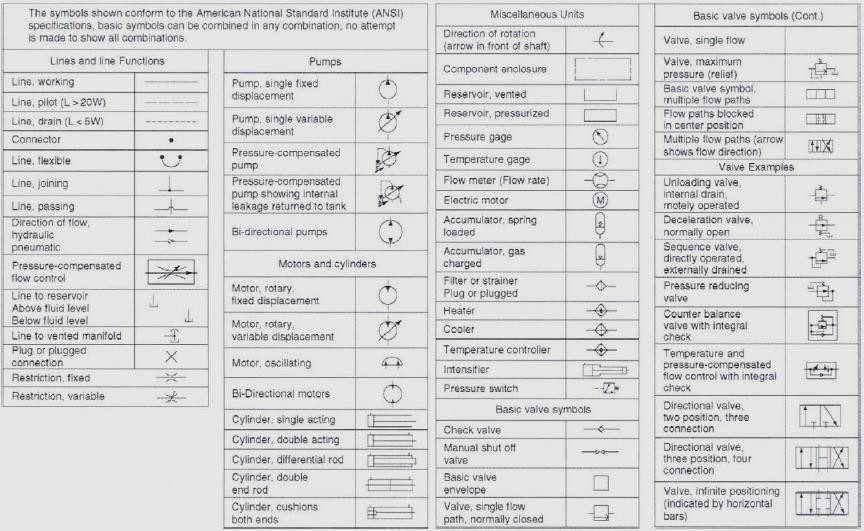 The symbols shown conform to the American National Standard Institute (ANSI)
specifications, basic symbols can be combined in any combination, no attempt
is made to show all combinations.
Lines and line Functions
Line, working
Line, pilot (L > 20W)
Line, drain (L < 5W)
Connector
Line, flexible
Line, joining
Line, passing
Direction of flow,
hydraulic
pneumatic
Pressure-compensated
flow control
Line to reservoir
Above fluid level
Below fluid level
Line to vented manifold
Plug or plugged
connection
Restriction, fixed
Restriction, variable
Pumps
Pump, single fixed
displacement
Pump, single variable
displacement
Pressure-compensated
pump
Pressure-compensated
pump showing internal
leakage returned to tank
Bi-directional pumps
Motors and cylinders
Motor, rotary,
fixed displacement
Motor, rotary,
variable displacement
Motor, oscillating
Bi-Directional motors
Cylinder, single acting
Cylinder, double acting
Cylinder, differential rod
Cylinder, double
end rod
Cylinder, cushions
both ends
Miscellaneous Units
Direction of rotation
(arrow in front of shaft)
Component enclosure
Reservoir, vented
Reservoir, pressurized
Pressure gage
Temperature gage
Flow meter (Flow rate)
Electric motor
M
Accumulator, spring
loaded
Accumulator, gas
charged
Filter or strainer
Plug or plugged
Heater
Cooler
Temperature controller
Intensifier
Pressure switch
Basic valve symbols
Check valve
Manual shut off
valve
Basic valve
envelope
Valve, single flow
path, normally closed
Basic valve symbols (Cont.)
Valve, single flow
Valve, maximum
pressure (relief)
Basic valve symbol,
multiple flow paths
Flow paths blocked
in center position
Multiple flow paths (arrow
shows flow direction)
Valve Examples
Unloading valve,
internal drain,
motely operated
Deceleration valve,
normally open
Sequence valve,
directly operated,
externally drained
Pressure reducing
valve
Counter balance
valve with integral
check
Temperature and
pressure-compensated
flow control with integral
check
Directional valve,
two position, three
connection
Directional valve,
three position, four
connection
Valve, infinite positioning
(indicated by horizontal
bars)